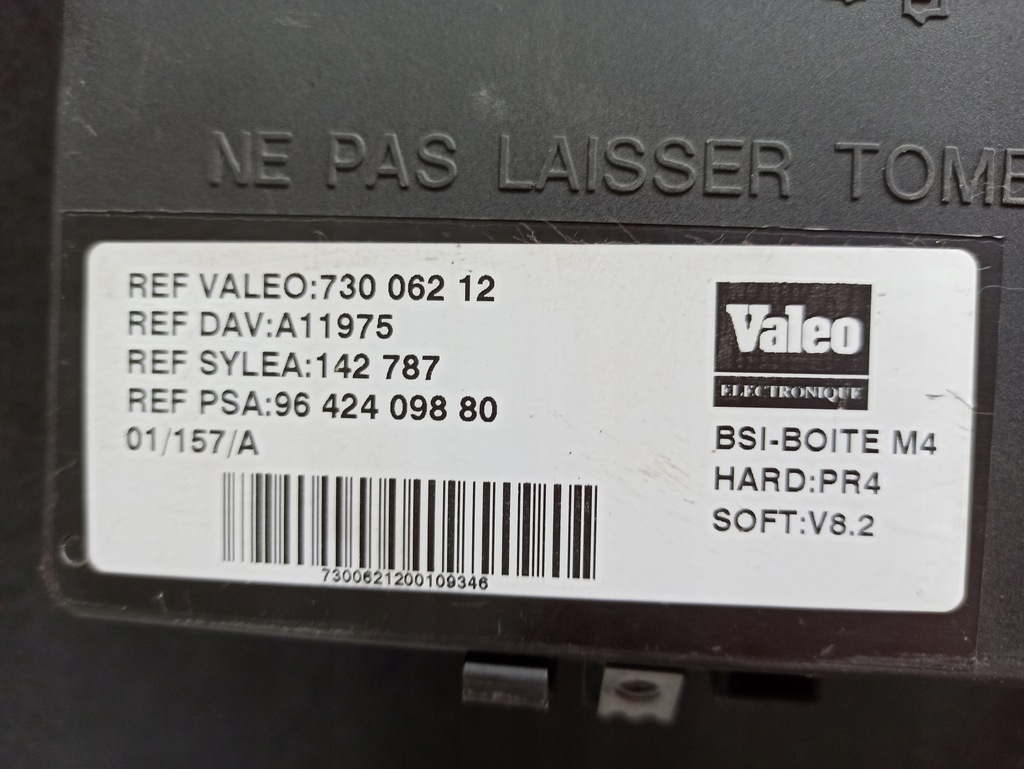 NE PAS LAISSER TOMB
REF VALEO:730 062 12
REF DAV:A11975
REF SYLEA:142 787
REF PSA:96 424 098 80
01/157/A
7300621200109346
Valeo
ELECTRONIQUE
BSI-BOITE M4
HARD:PR4
SOFT:V8.2